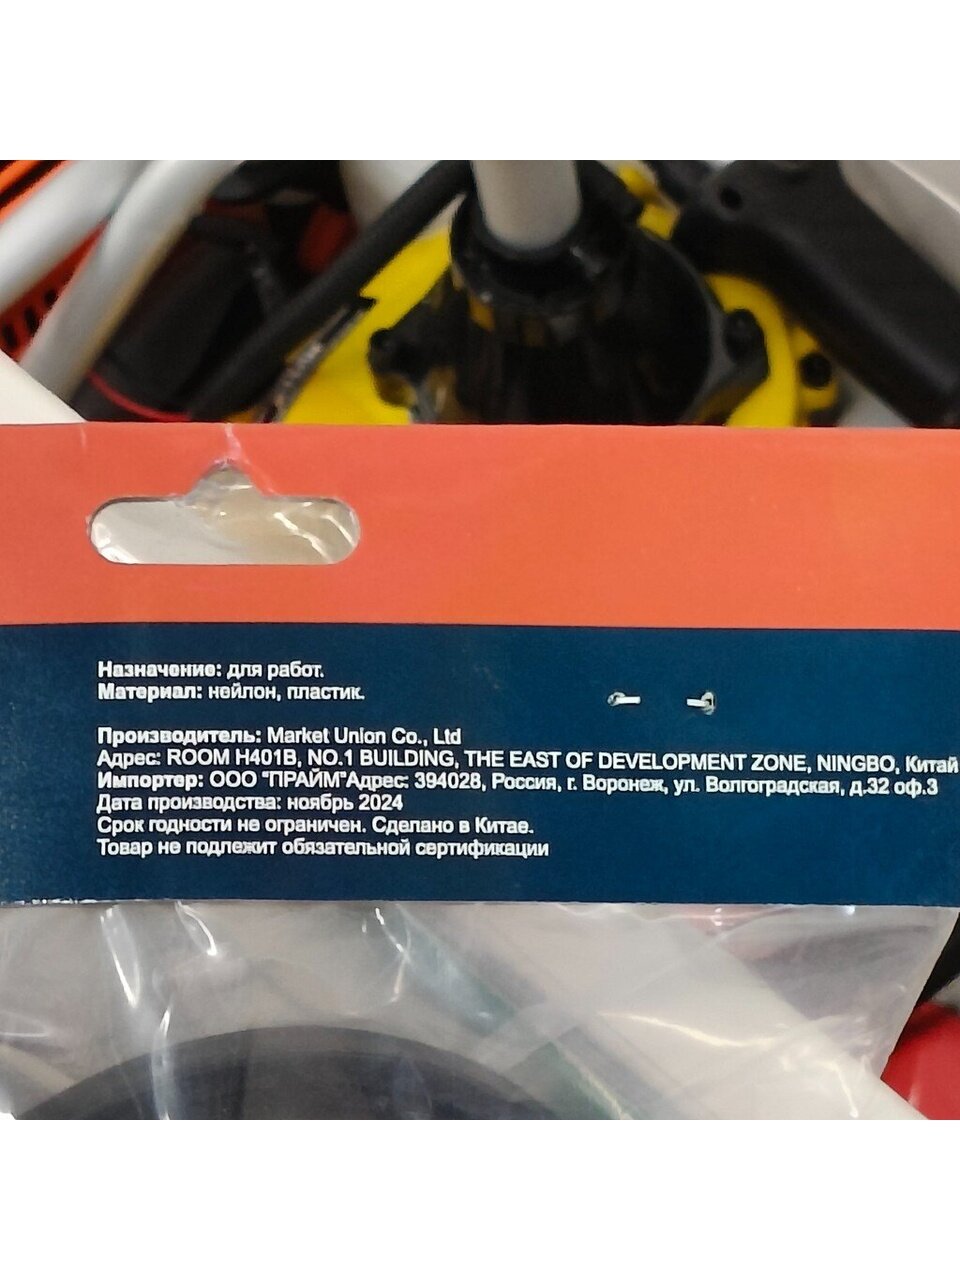 Назначение: для работ.
Материал: нейлон, пластик.
Производитель: Market Union Co., Ltd
Адрес: ROOM H401B, NO.1 BUILDING, THE EAST OF DEVELOPMENT ZONE, NINGBO, Китай
Импортер: ООО "ПРАЙМ"Адрес: 394028, Россия, г. Воронеж, ул. Волгоградская, д.32 оф.3
Дата производства: ноябрь 2024
Срок годности не ограничен. Сделано в Китае.
Товар не подлежит обязательной сертификации